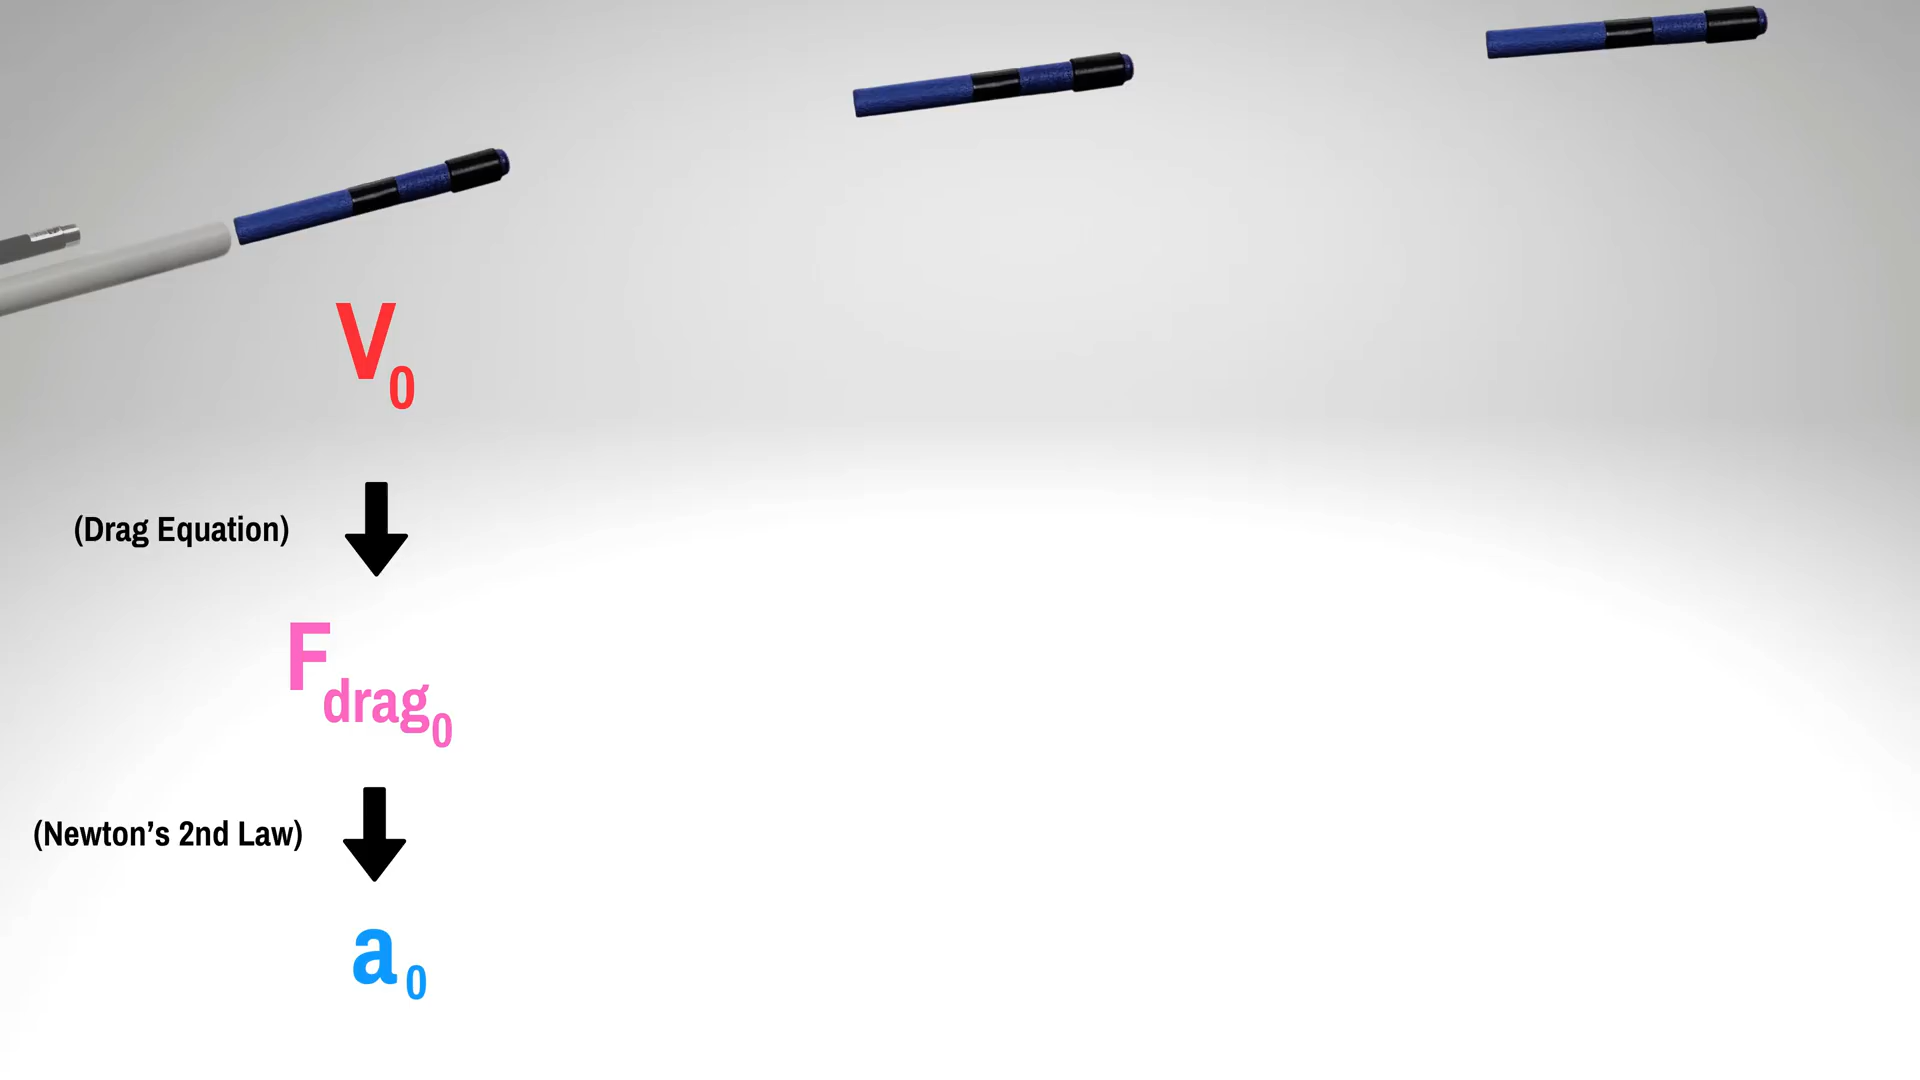 V0
(Drag Equation)
Fdrag0
(Newton’s 2nd Law)
a0